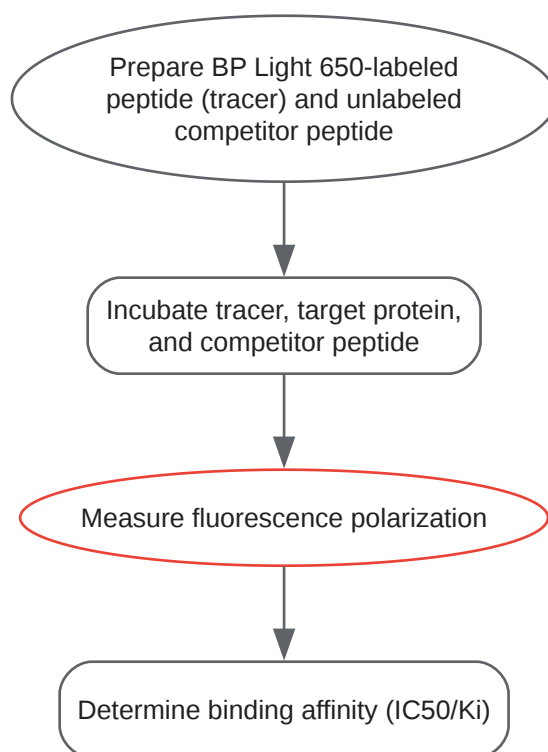 Prepare BP Light 650-labeled
peptide (tracer) and unlabeled
competitor peptide
Incubate tracer, target protein,
and competitor peptide
Measure fluorescence polarization
Determine binding affinity (IC50/Ki)